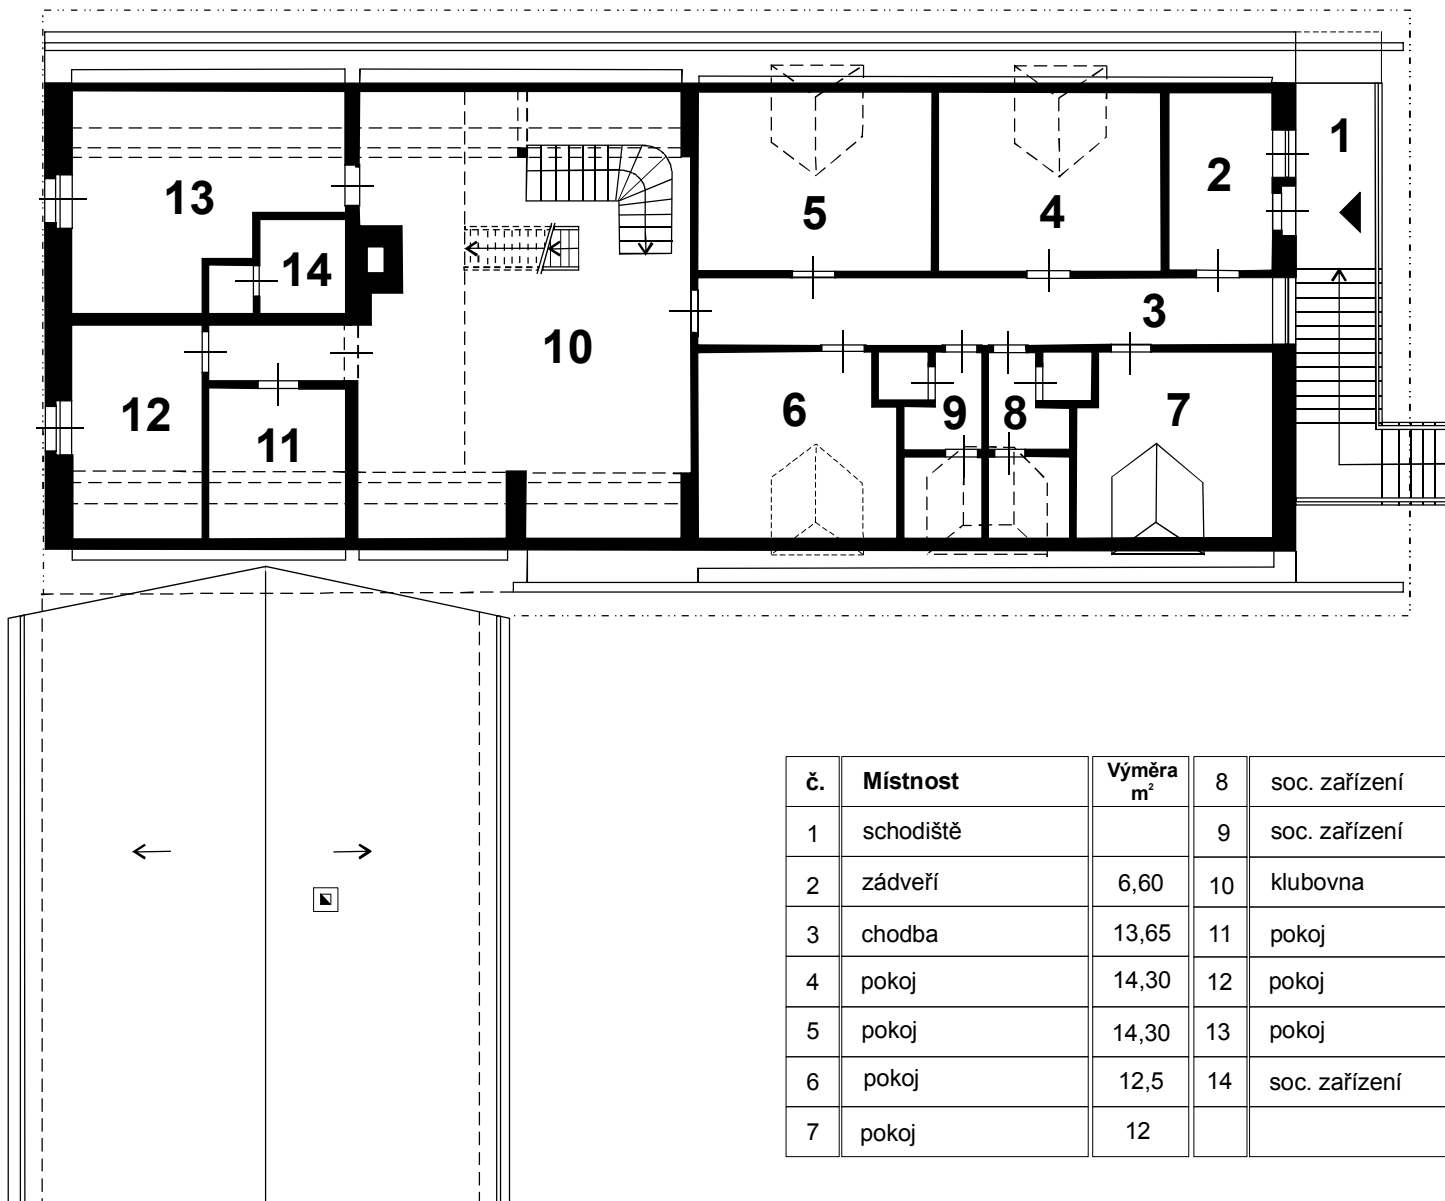 1
13
2
5
4
14
3
10
12
6
9
8
7
11
č. Místnost Výměra m² 8 soc. zařízení
1 schodiště 9 soc. zařízení
2 zádveří 6,60 10 klubovna
3 chodba 13,65 11 pokoj
4 pokoj 14,30 12 pokoj
5 pokoj 14,30 13 pokoj
6 pokoj 12,5 14 soc. zařízení
7 pokoj 12